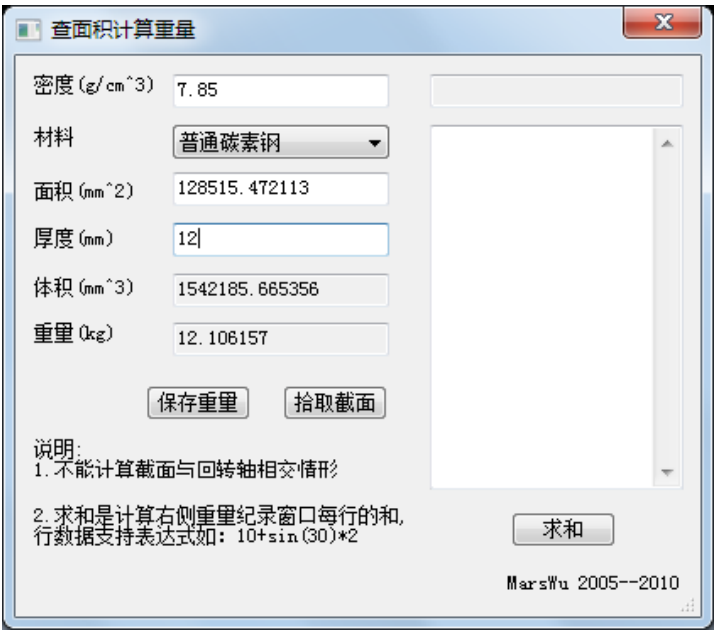 查面积计算重量
密度(g/cm^3)
7.85
材料
普通碳素钢
面积(mm^2)
128515.472113
厚度(mm)
12
体积(mm^3)
1542185.665356
重量(kg)
12.106157
保存重量
拾取截面
说明:
1.不能计算截面与回转轴相交情形
2.求和是计算右侧重量纪录窗口每行的和,
行数据支持表达式如: 10+sin(30)*2
求和
MarsWu 2005--2010